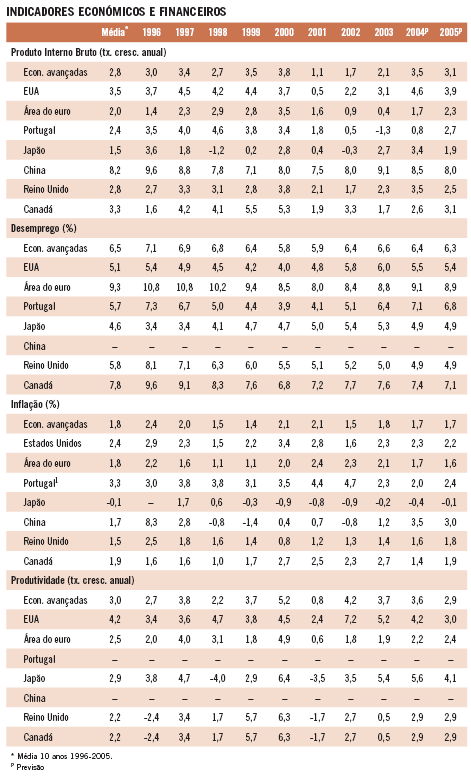 INDICADORES ECONÓMICOS E FINANCEIROS
Média* 1996 1997 1998 1999 2000 2001 2002 2003 2004ᵖ 2005ᵖ
Produto Interno Bruto (tx. cresc. anual)
Econ. avançadas 2,8 3,0 3,4 2,7 3,5 3,8 1,1 1,7 2,1 3,5 3,1
EUA 3,5 3,7 4,5 4,2 4,4 3,7 0,5 2,2 3,1 4,6 3,9
Área do euro 2,0 1,4 2,3 2,9 2,8 3,5 1,6 0,9 0,4 1,7 2,3
Portugal 2,4 3,5 4,0 4,6 3,8 3,4 1,8 0,5 –1,3 0,8 2,7
Japão 1,5 3,6 1,8 -1,2 0,2 2,8 0,4 –0,3 2,7 3,4 1,9
China 8,2 9,6 8,8 7,8 7,1 8,0 7,5 8,0 9,1 8,5 8,0
Reino Unido 2,8 2,7 3,3 3,1 2,8 3,8 2,1 1,7 2,3 3,5 2,5
Canadá 3,3 1,6 4,2 4,1 5,5 5,3 1,9 3,3 1,7 2,6 3,1
Desemprego (%)
Econ. avançadas 6,5 7,1 6,9 6,8 6,4 5,8 5,9 6,4 6,6 6,4 6,3
EUA 5,1 5,4 4,9 4,5 4,2 4,0 4,8 5,8 6,0 5,5 5,4
Área do euro 9,3 10,8 10,8 10,2 9,4 8,5 8,0 8,4 8,8 9,1 8,9
Portugal 5,7 7,3 6,7 5,0 4,4 3,9 4,1 5,1 6,4 7,1 6,8
Japão 4,6 3,4 3,4 4,1 4,7 4,7 5,0 5,4 5,3 4,9 4,9
China – – – – – – – – – – –
Reino Unido 5,8 8,1 7,1 6,3 6,0 5,5 5,1 5,2 5,0 4,9 4,9
Canadá 7,8 9,6 9,1 8,3 7,6 6,8 7,2 7,7 7,6 7,4 7,1
Inflação (%)
Econ. avançadas 1,8 2,4 2,0 1,5 1,4 2,1 2,1 1,5 1,8 1,7 1,7
Estados Unidos 2,4 2,9 2,3 1,5 2,2 3,4 2,8 1,6 2,3 2,3 2,2
Área do euro 1,8 2,2 1,6 1,1 1,1 2,0 2,4 2,3 2,1 1,7 1,6
Portugal¹ 3,3 3,0 3,8 3,8 3,1 3,5 4,4 4,7 2,3 2,0 2,4
Japão -0,1 – 1,7 0,6 -0,3 -0,9 -0,8 -0,9 -0,2 -0,4 -0,1
China 1,7 8,3 2,8 -0,8 -1,4 0,4 0,7 -0,8 1,2 3,5 3,0
Reino Unido 1,5 2,5 1,8 1,6 1,4 0,8 1,2 1,3 1,4 1,6 1,8
Canadá 1,9 1,6 1,6 1,0 1,7 2,7 2,5 2,3 2,7 1,4 1,9
Produtividade (tx. cresc. anual)
Econ. avançadas 3,0 2,7 3,8 2,2 3,7 5,2 0,8 4,2 3,7 3,6 2,9
EUA 4,2 3,4 3,6 4,7 3,8 4,5 2,4 7,2 5,2 4,2 3,0
Área do euro 2,5 2,0 4,0 3,1 1,8 4,9 0,6 1,8 1,9 2,2 2,4
Portugal – – – – – – – – – – –
Japão 2,9 3,8 4,7 -4,0 2,9 6,4 -3,5 3,5 5,4 5,6 4,1
China – – – – – – – – – – –
Reino Unido 2,2 -2,4 3,4 1,7 5,7 6,3 -1,7 2,7 0,5 2,9 2,9
Canadá 2,2 -2,4 3,4 1,7 5,7 6,3 -1,7 2,7 0,5 2,9 2,9
* Média 10 anos 1996-2005.
ᵖ Previsão